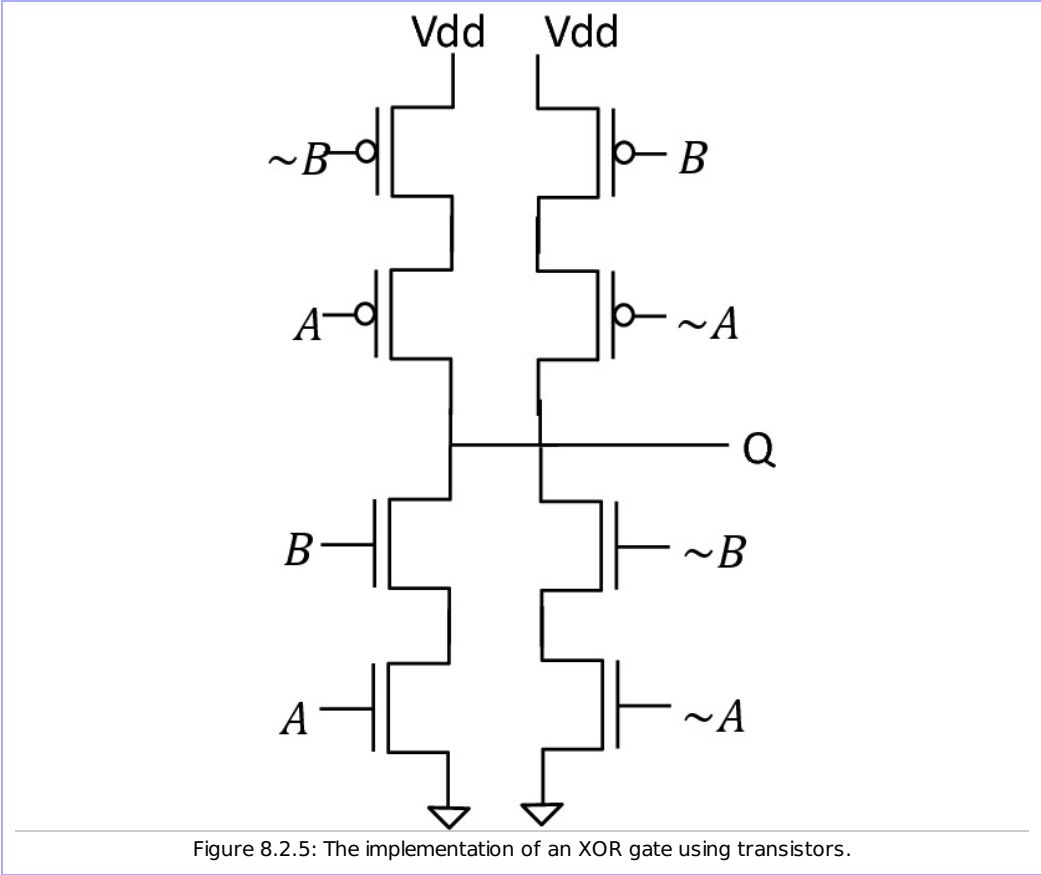 Vdd Vdd
~B B
A ~A
Q
B ~B
A ~A
Figure 8.2.5: The implementation of an XOR gate using transistors.